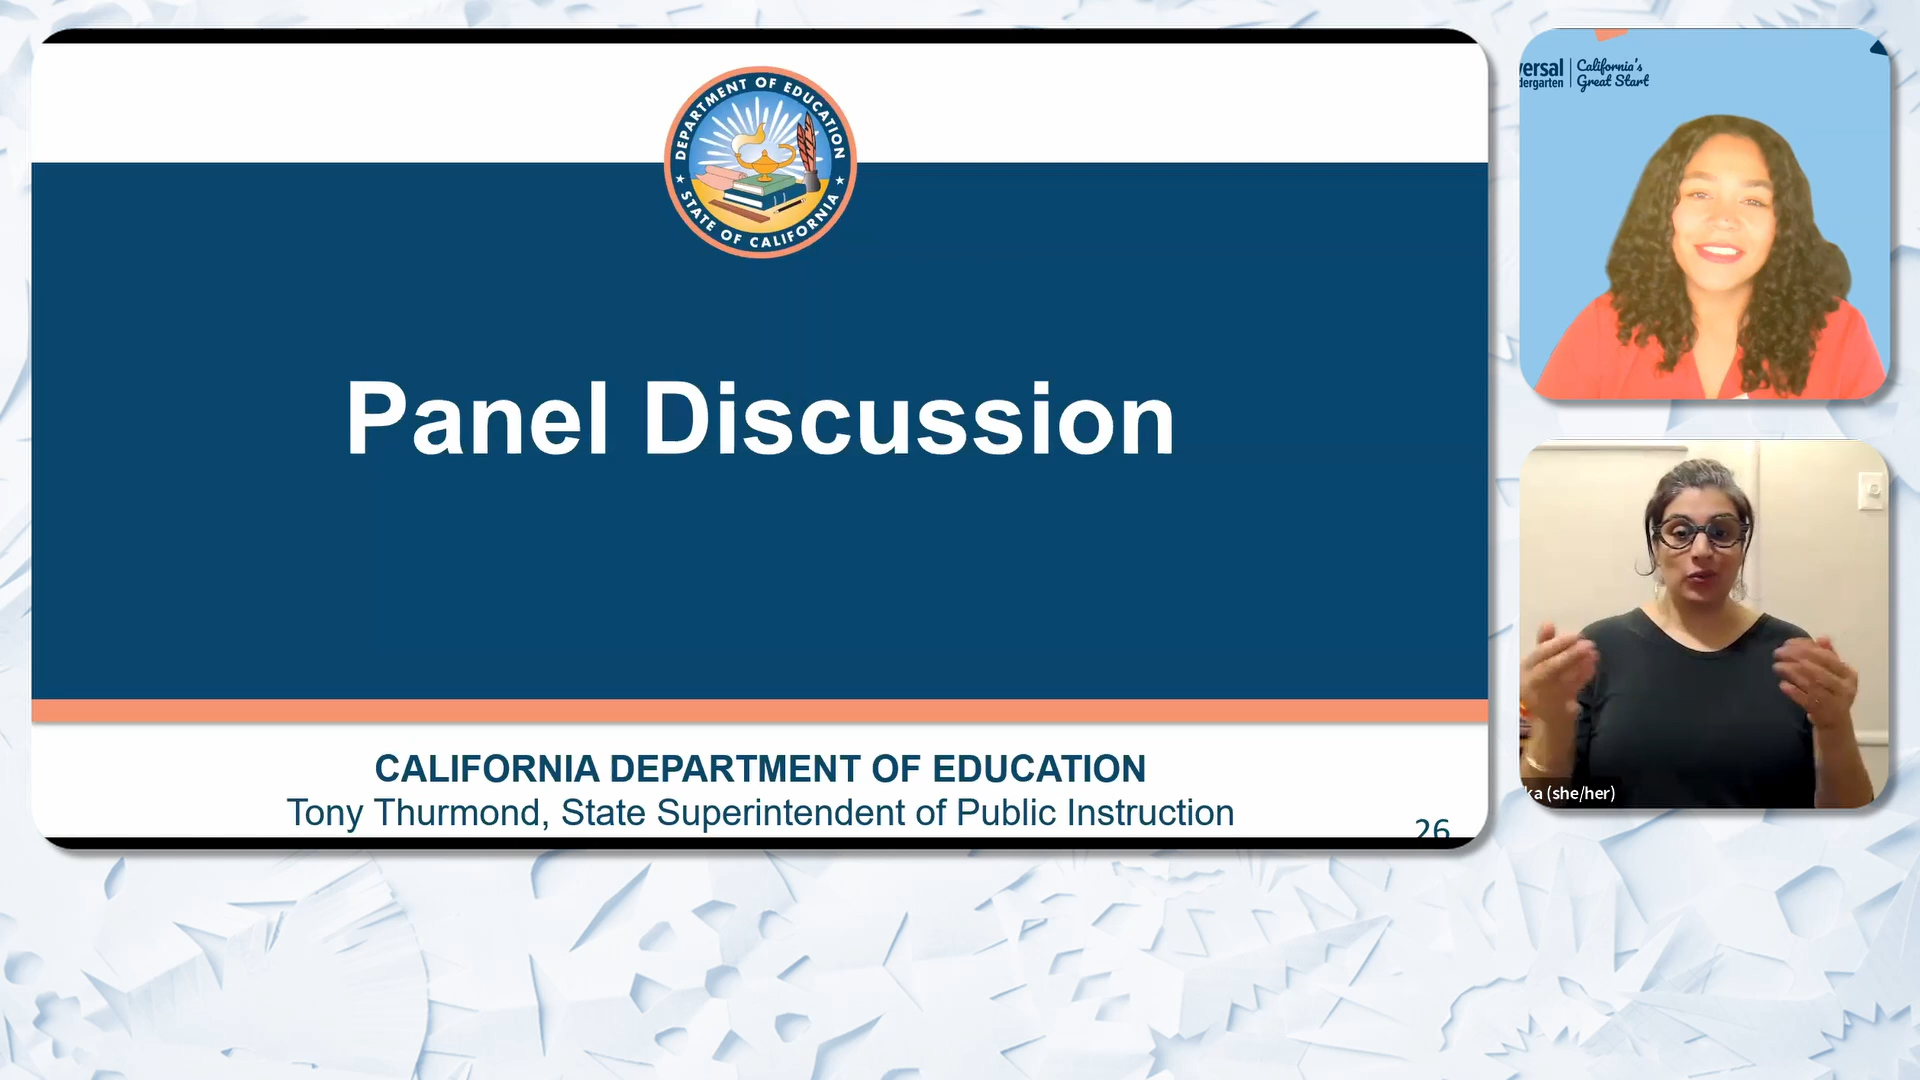 DEPARTMENT OF EDUCATION
STATE OF CALIFORNIA
Panel Discussion
CALIFORNIA DEPARTMENT OF EDUCATION
Tony Thurmond, State Superintendent of Public Instruction
26
versal
dergarten
California's
Great Start
ka (she/her)